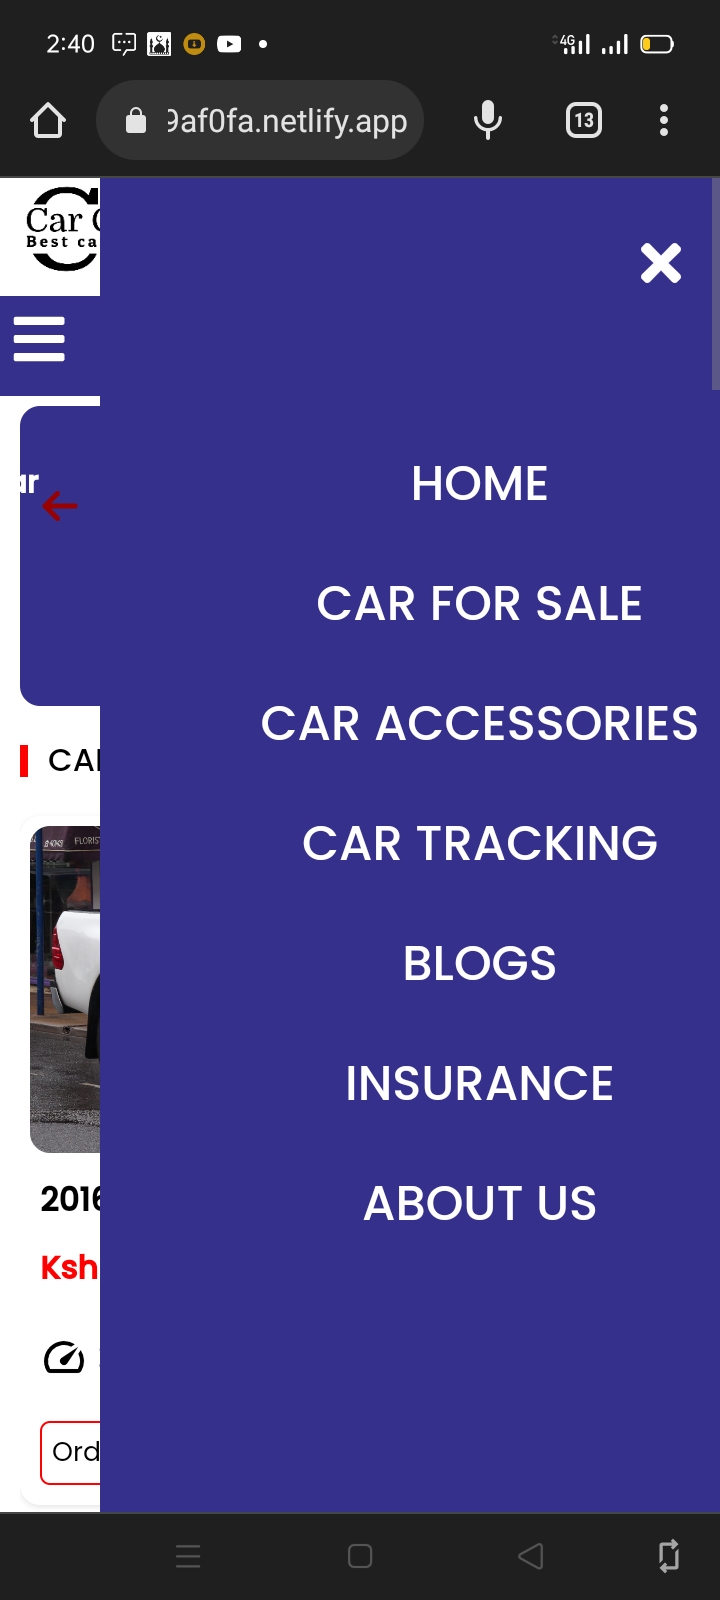 2:40
4G
9af0fa.netlify.app
13
Car C
Best ca
HOME
ar
CAR FOR SALE
CAR ACCESSORIES
CAR TRACKING
BLOGS
INSURANCE
ABOUT US
CAR
FLORIS
2016
Ksh
Ord